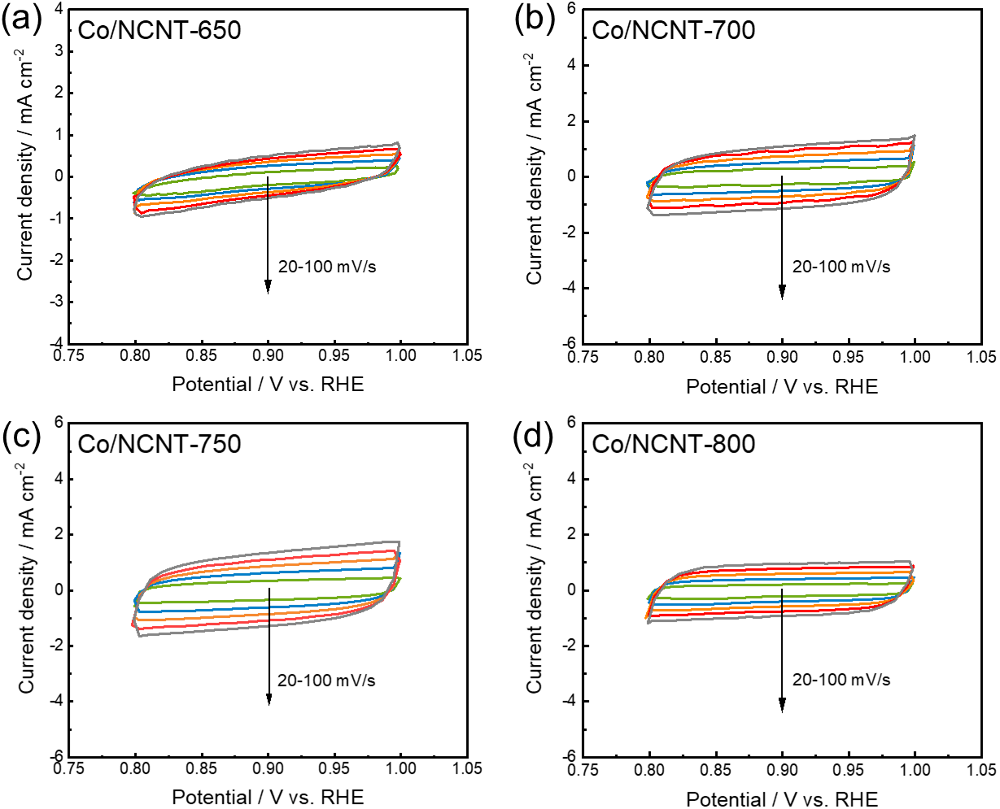 (a)
Co/NCNT-650
Current density / mA cm-2
4
3
2
1
0
-1
-2
-3
-4
20-100 mV/s
0.75 0.80 0.85 0.90 0.95 1.00 1.05
Potential / V vs. RHE
(b)
Co/NCNT-700
Current density / mA cm-2
6
4
2
0
-2
-4
-6
20-100 mV/s
0.75 0.80 0.85 0.90 0.95 1.00 1.05
Potential / V vs. RHE
(c)
Co/NCNT-750
Current density / mA cm-2
6
4
2
0
-2
-4
-6
20-100 mV/s
0.75 0.80 0.85 0.90 0.95 1.00 1.05
Potential / V vs. RHE
(d)
Co/NCNT-800
Current density / mA cm-2
6
4
2
0
-2
-4
-6
20-100 mV/s
0.75 0.80 0.85 0.90 0.95 1.00 1.05
Potential / V vs. RHE